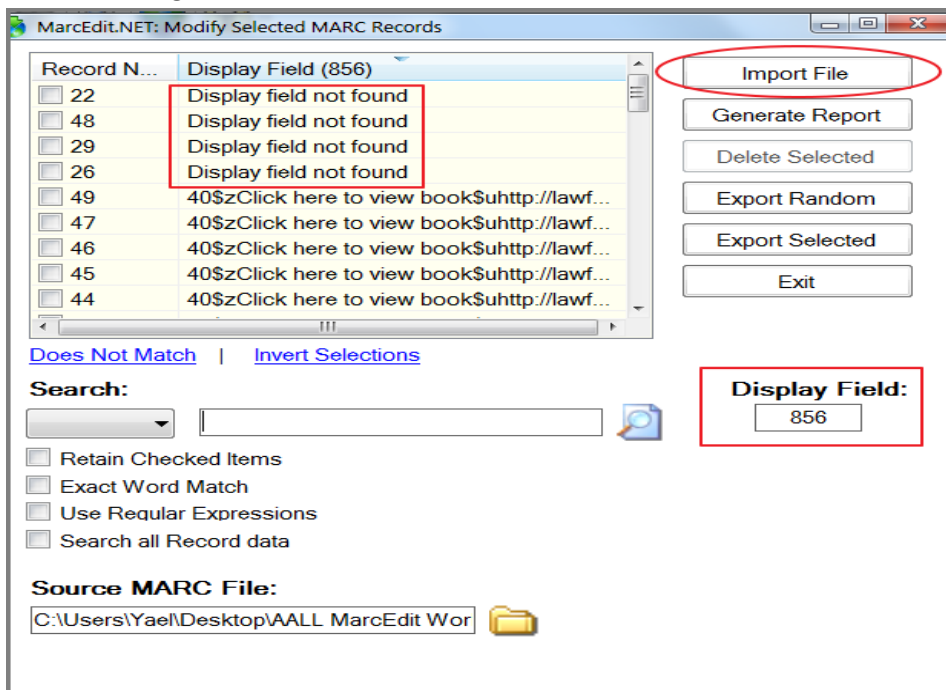 MarcEdit.NET: Modify Selected MARC Records
Record N... Display Field (856)
22 Display field not found
48 Display field not found
29 Display field not found
26 Display field not found
49 40$zClick here to view book$uhttp://lawf...
47 40$zClick here to view book$uhttp://lawf...
46 40$zClick here to view book$uhttp://lawf...
45 40$zClick here to view book$uhttp://lawf...
44 40$zClick here to view book$uhttp://lawf...
Import File
Generate Report
Delete Selected
Export Random
Export Selected
Exit
Does Not Match | Invert Selections
Search:
Display Field:
856
Retain Checked Items
Exact Word Match
Use Regular Expressions
Search all Record data
Source MARC File:
C:\Users\Yael\Desktop\AALL MarcEdit Wor